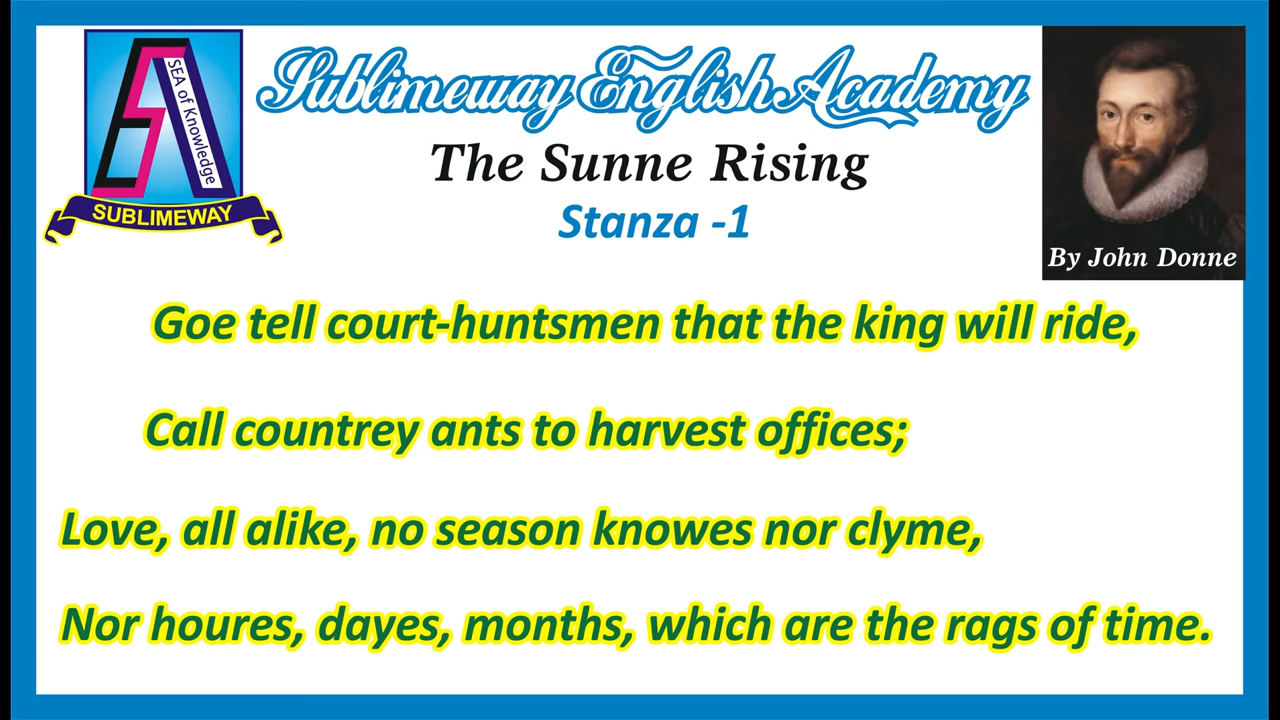 SEA of Knowledge
SUBLIMEWAY
Sublimeway English Academy
The Sunne Rising
Stanza -1
By John Donne
Goe tell court-huntsmen that the king will ride,
Call countrey ants to harvest offices;
Love, all alike, no season knowes nor clyme,
Nor houres, dayes, months, which are the rags of time.